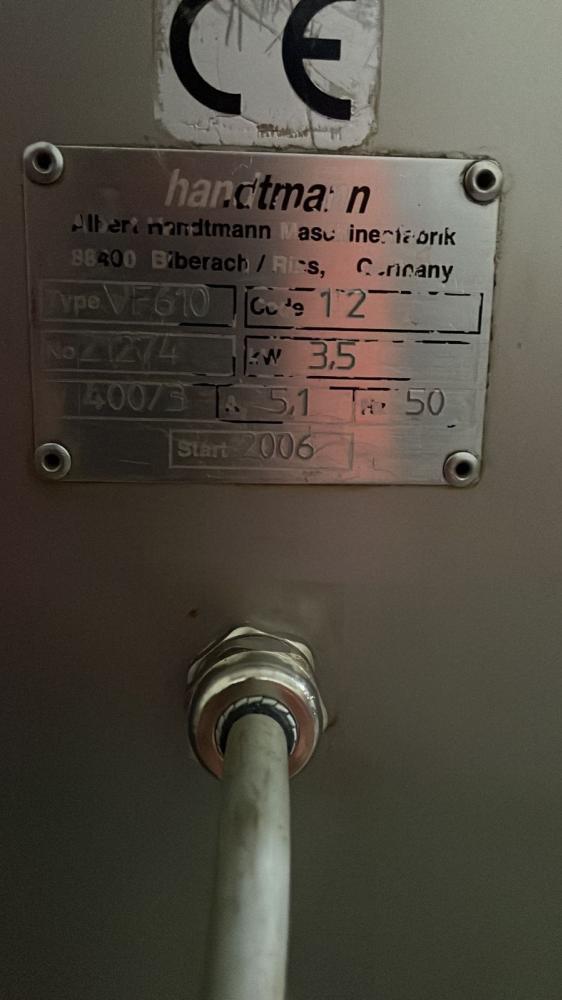 CE
handtmann
Albert Handtmann Maschinenfabrik
88400 Biberach / Riss, Germany
Type VF610 Code 12
No 21274 kW 3,5
400/3 A 5,1 Hz 50
Start 2006